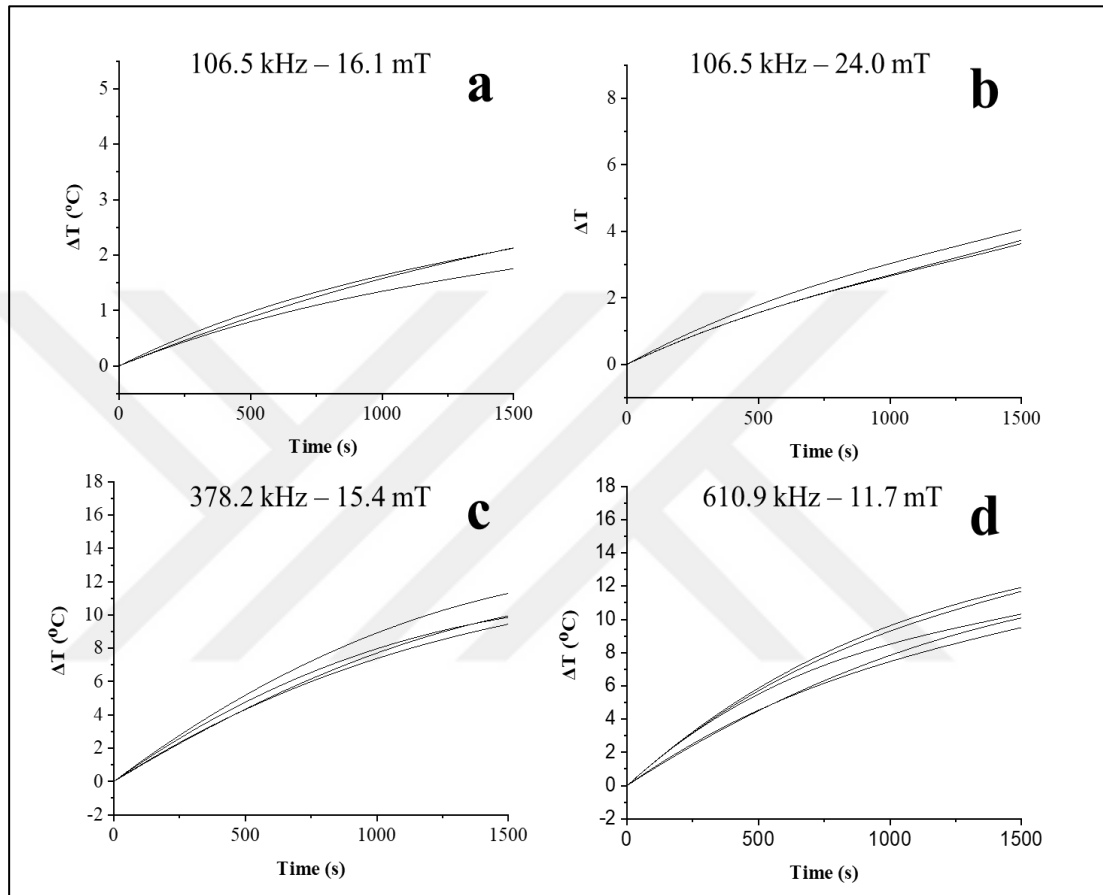 106.5 kHz – 16.1 mT
a
5
4
3
2
1
0
ΔT (ºC)
0 500 1000 1500
Time (s)
106.5 kHz – 24.0 mT
b
8
6
4
2
0
ΔT
0 500 1000 1500
Time (s)
378.2 kHz – 15.4 mT
c
18
16
14
12
10
8
6
4
2
0
-2
ΔT (ºC)
0 500 1000 1500
Time (s)
610.9 kHz – 11.7 mT
d
18
16
14
12
10
8
6
4
2
0
-2
ΔT (ºC)
0 500 1000 1500
Time (s)